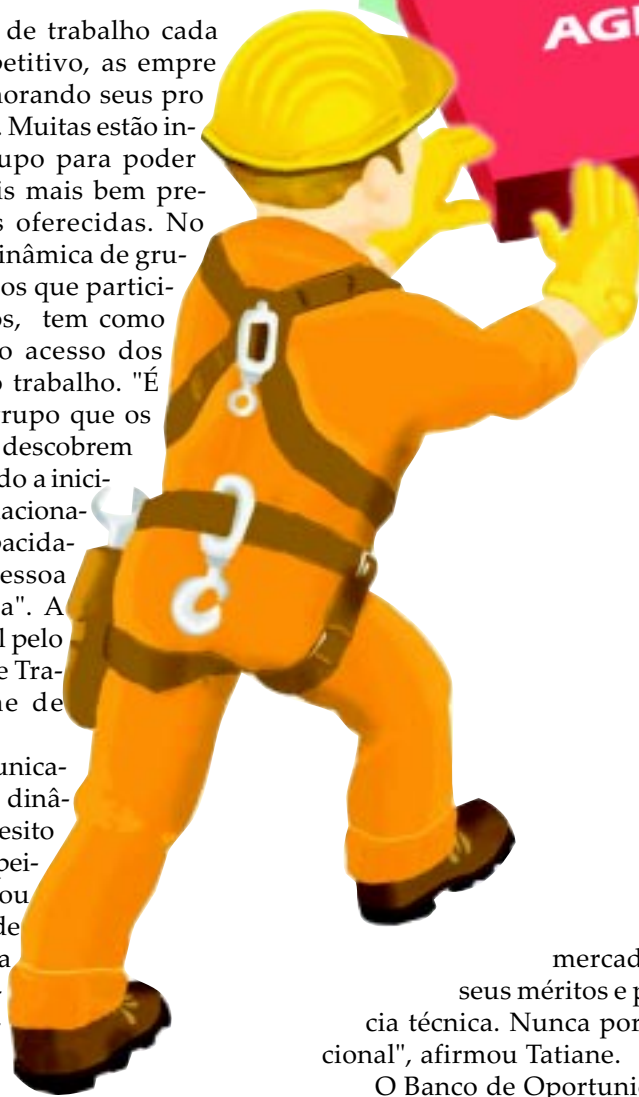 AG
de trabalho cada
petitivo, as empre
norando seus pro
. Muitas estão in-
upo para poder
is mais bem pre-
s oferecidas. No
inâmica de gru-
os que partici-
os, tem como
o acesso dos
o trabalho. "É
rupo que os
descobrem
do a inici-
laciona-
pacida-
essoa
a". A
l pelo
e Tra-
ne de
unica-
dinâ-
esito
pei-
ou
de
a
mercad
seus méritos e p
cia técnica. Nunca por
cional", afirmou Tatiane.
O Banco de Oportuni